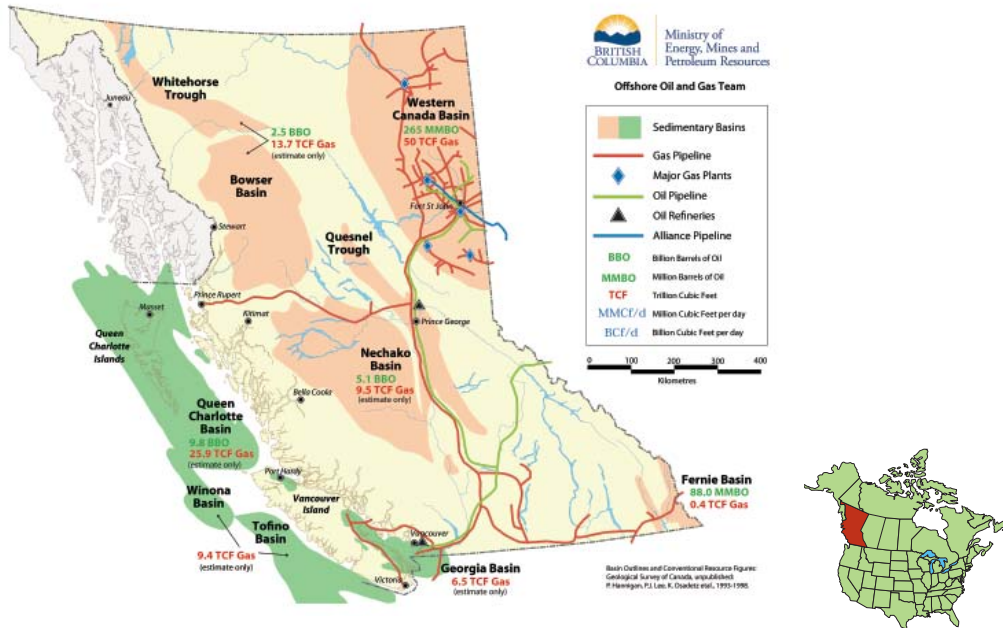 BRITISH
COLUMBIA
Ministry of
Energy, Mines and
Petroleum Resources
Offshore Oil and Gas Team
Sedimentary Basins
Gas Pipeline
Major Gas Plants
Oil Pipeline
Oil Refineries
Alliance Pipeline
BBO Billion Barrels of Oil
MMBO Million Barrels of Oil
TCF Trillion Cubic Feet
MMCf/d Million Cubic Feet per day
BCf/d Billion Cubic Feet per day
0 100 200 300 400
Kilometres
Juneau
Whitehorse
Trough
2.5 BBO
13.7 TCF Gas
(estimate only)
Western
Canada Basin
265 MMBO
50 TCF Gas
Bowser
Basin
Fort St John
Stewart
Quesnel
Trough
Prince Rupert
Masset
Kitimat
Prince George
Queen
Charlotte
Islands
Nechako
Basin
5.1 BBO
9.5 TCF Gas
(estimate only)
Bella Coola
Queen
Charlotte
Basin
9.8 BBO
25.9 TCF Gas
(estimate only)
Port Hardy
Winona
Basin
Vancouver
Island
Fernie Basin
88.0 MMBO
0.4 TCF Gas
Tofino
Basin
Vancouver
9.4 TCF Gas
(estimate only)
Victoria
Georgia Basin
6.5 TCF Gas
(estimate only)
Basin Outlines and Conventional Resource Figures:
Geological Survey of Canada, unpublished:
P. Hannigan, P.J. Lee, K. Osadetz etal., 1993-1998.